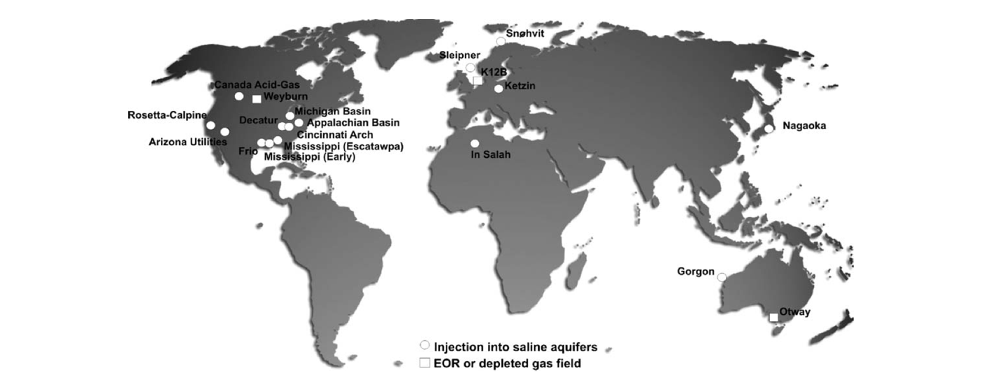 Snøhvit
Sleipner
K12B
Canada Acid-Gas
Ketzin
Weyburn
Michigan Basin
Rosetta-Calpine
Decatur
Appalachian Basin
Nagaoka
Cincinnati Arch
Arizona Utilities
Mississippi (Escatawpa)
Frio
In Salah
Mississippi (Early)
Gorgon
Otway
Injection into saline aquifers
EOR or depleted gas field